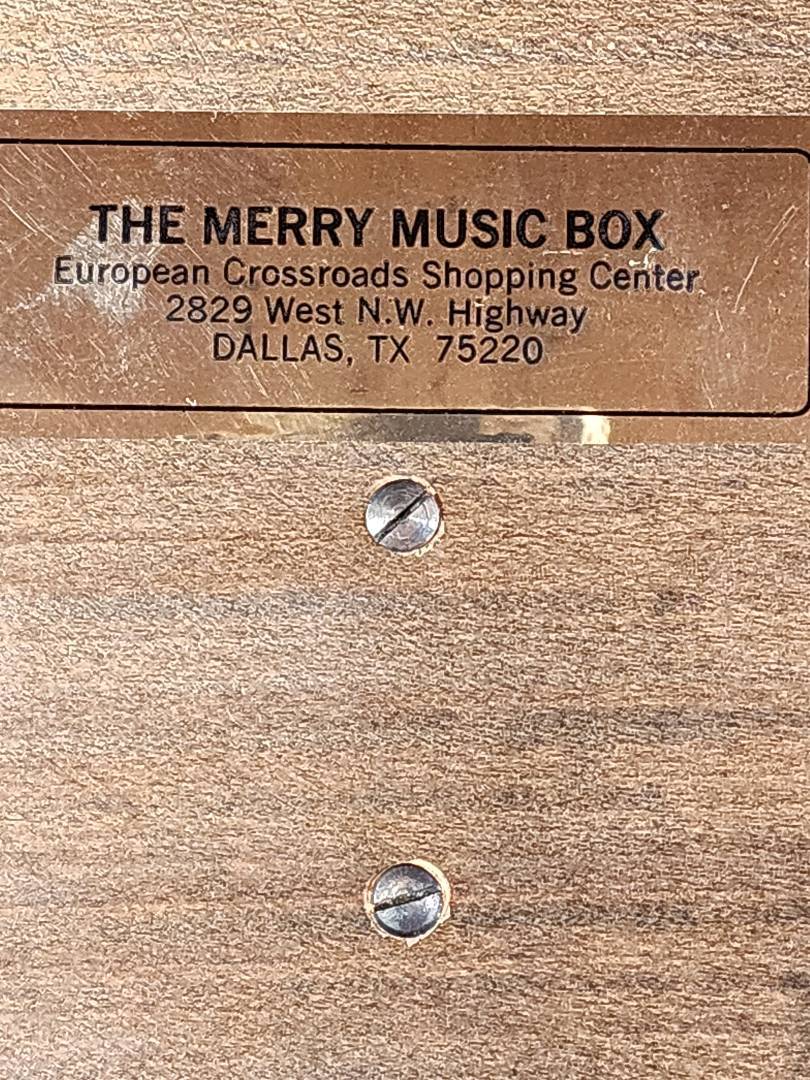 THE MERRY MUSIC BOX
European Crossroads Shopping Center
2829 West N.W. Highway
DALLAS, TX 75220